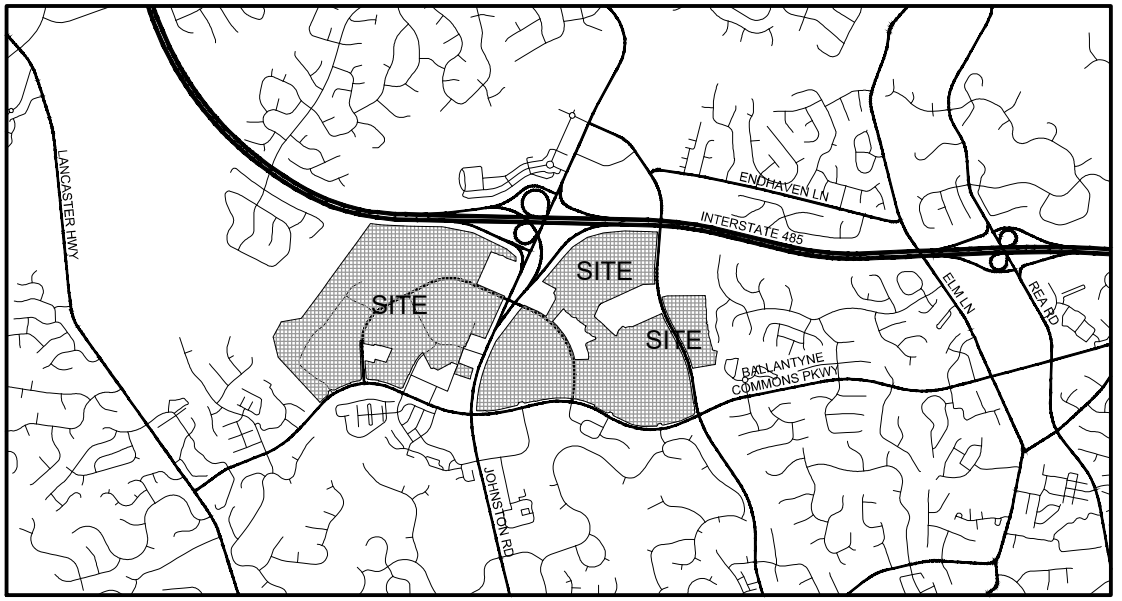 LANCASTER HWY
ENDHAVEN LN
INTERSTATE 485
SITE
SITE
SITE
ELM LN
REA RD
BALLANTYNE
COMMONS PKWY
JOHNSTON RD